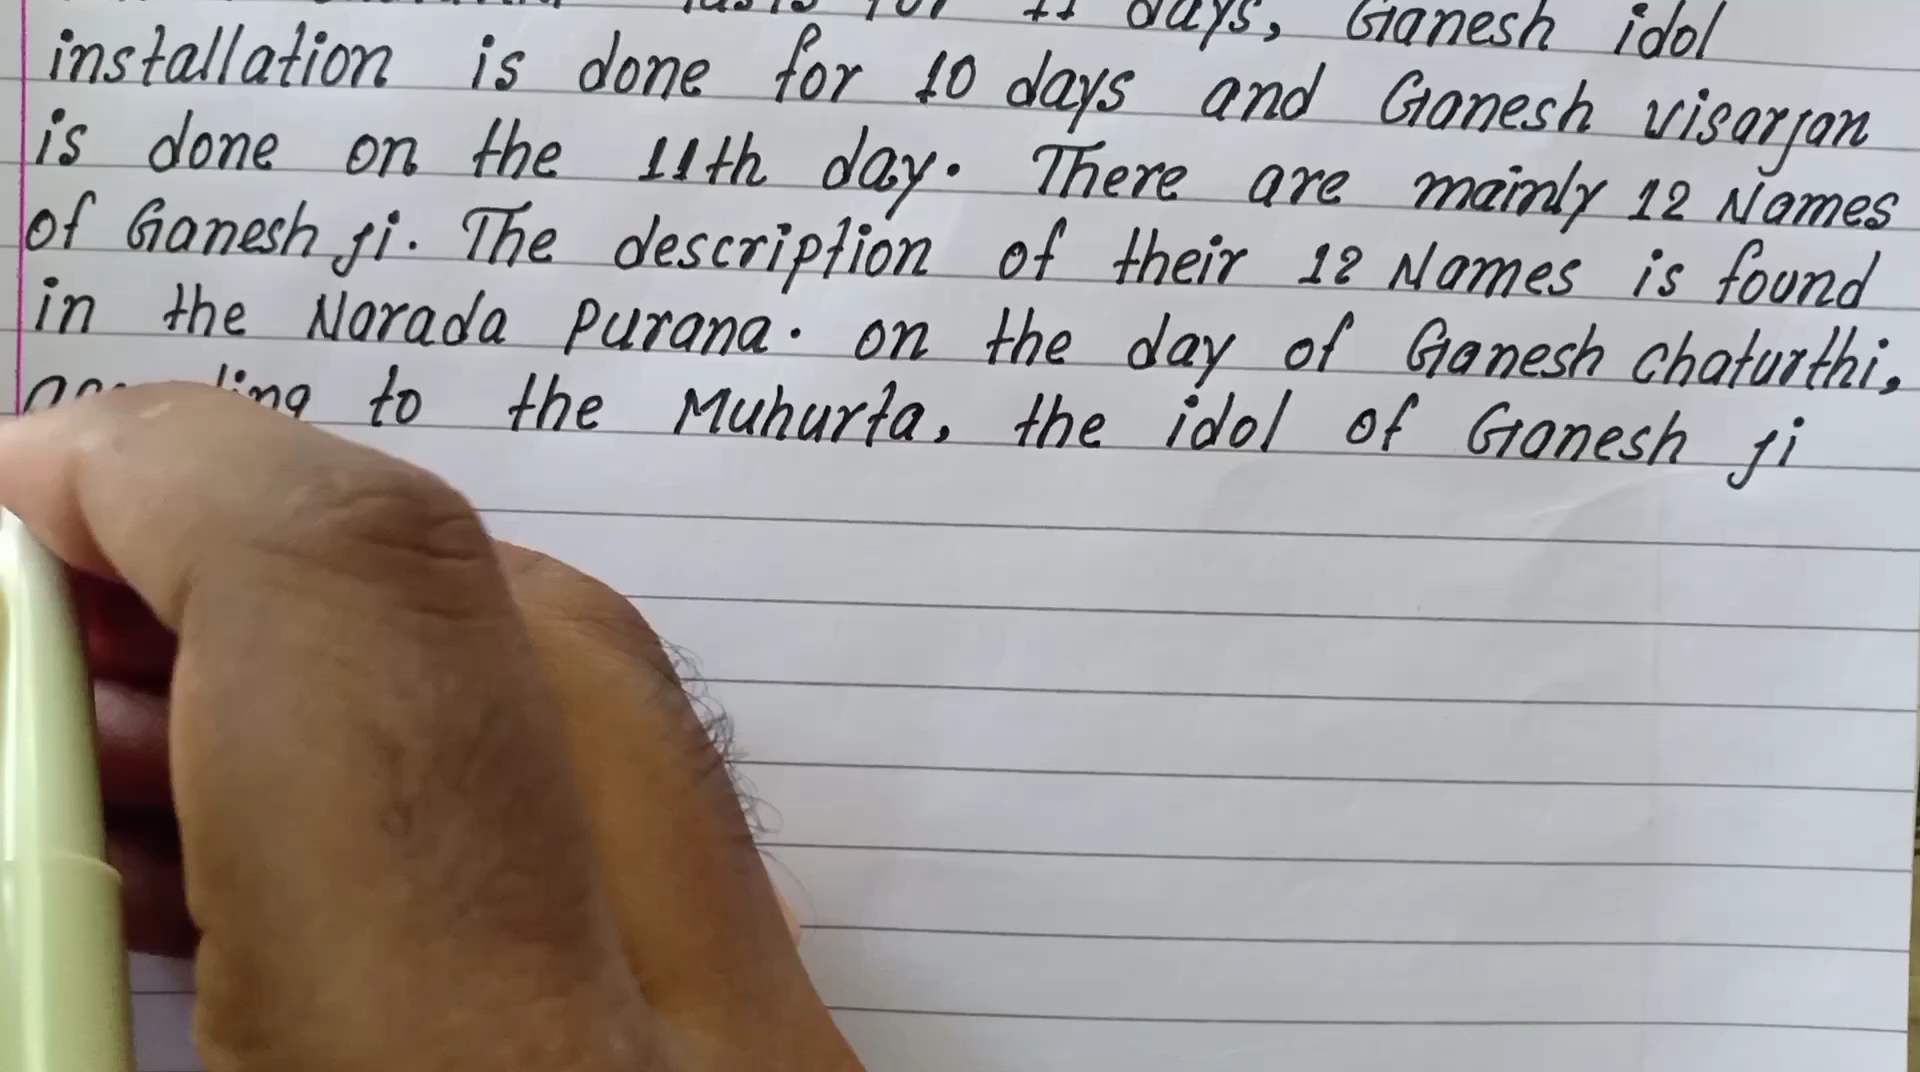 for 11 days, Ganesh idol
installation is done for 10 days and Ganesh visarjan
is done on the 11th day. There are mainly 12 Names
of Ganesh ji. The description of their 12 Names is found
in the Narada Purana. on the day of Ganesh chaturthi,
to the Muhurta, the idol of Ganesh ji